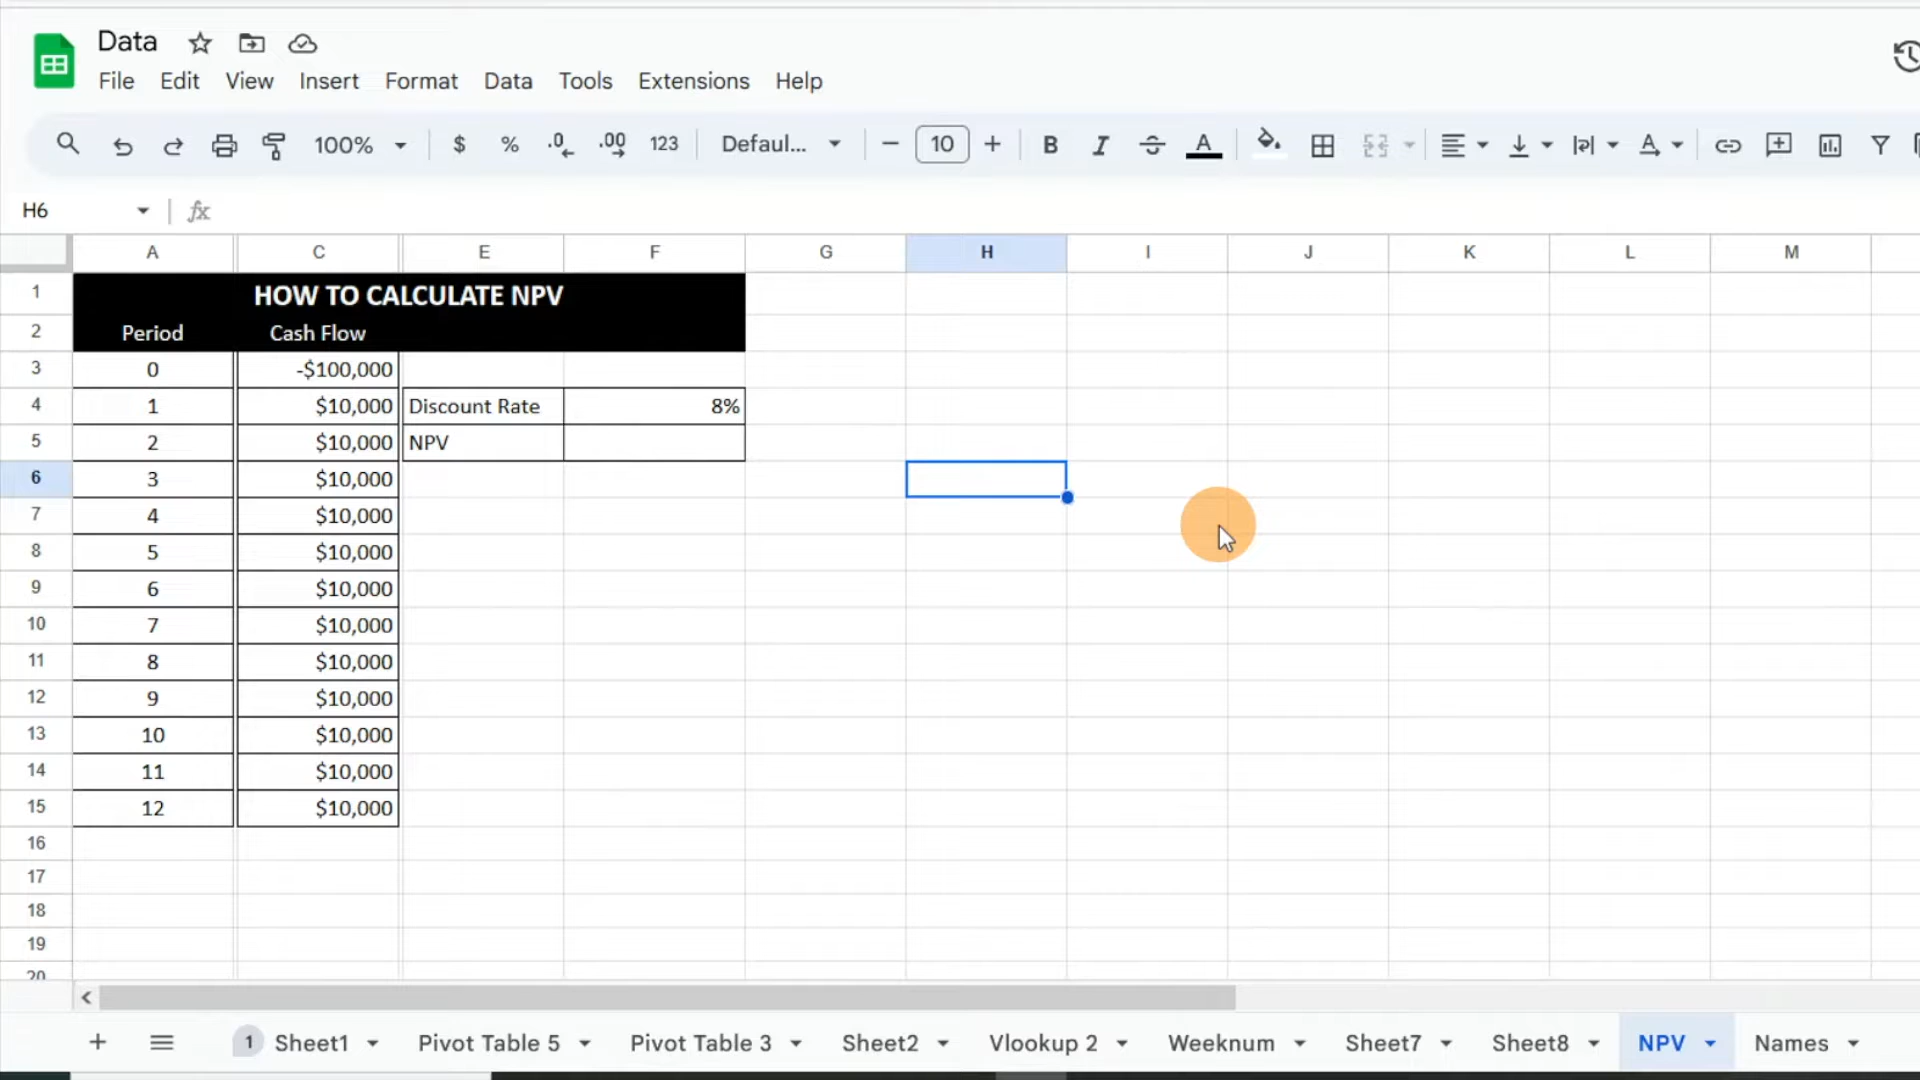 Data
File Edit View Insert Format Data Tools Extensions Help
100% $ % .0 .00 123 Defaul... 10 B I A A
H6 fx
A C E F G H I J K L M
1 HOW TO CALCULATE NPV
2 Period Cash Flow
3 0 -$100,000
4 1 $10,000 Discount Rate 8%
5 2 $10,000 NPV
6 3 $10,000
7 4 $10,000
8 5 $10,000
9 6 $10,000
10 7 $10,000
11 8 $10,000
12 9 $10,000
13 10 $10,000
14 11 $10,000
15 12 $10,000
16
17
18
19
20
1 Sheet1 Pivot Table 5 Pivot Table 3 Sheet2 Vlookup 2 Weeknum Sheet7 Sheet8 NPV Names